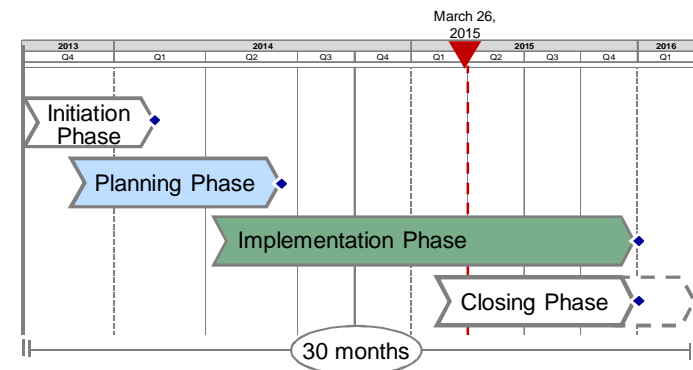 March 26,
2015
2013 2014 2015 2016
Q4 Q1 Q2 Q3 Q4 Q1 Q2 Q3 Q4 Q1
Initiation
Phase
Planning Phase
Implementation Phase
Closing Phase
30 months